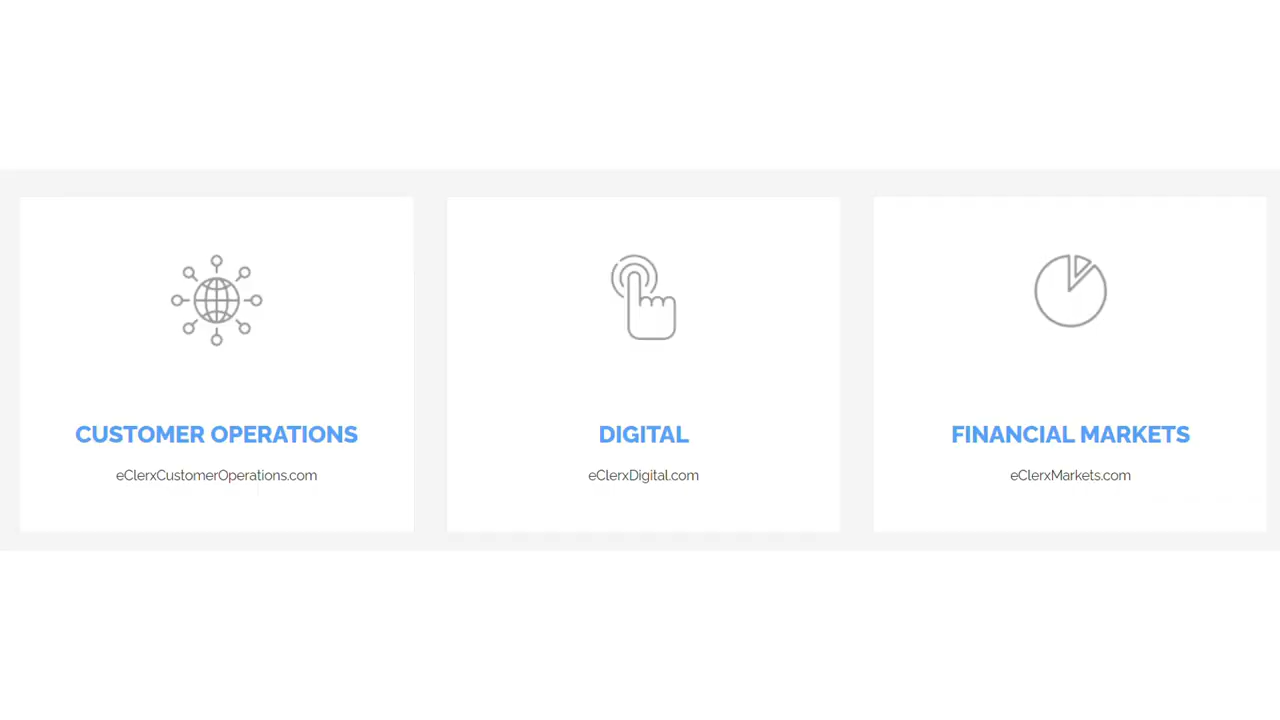 CUSTOMER OPERATIONS
eClerxCustomerOperations.com
DIGITAL
eClerxDigital.com
FINANCIAL MARKETS
eClerxMarkets.com